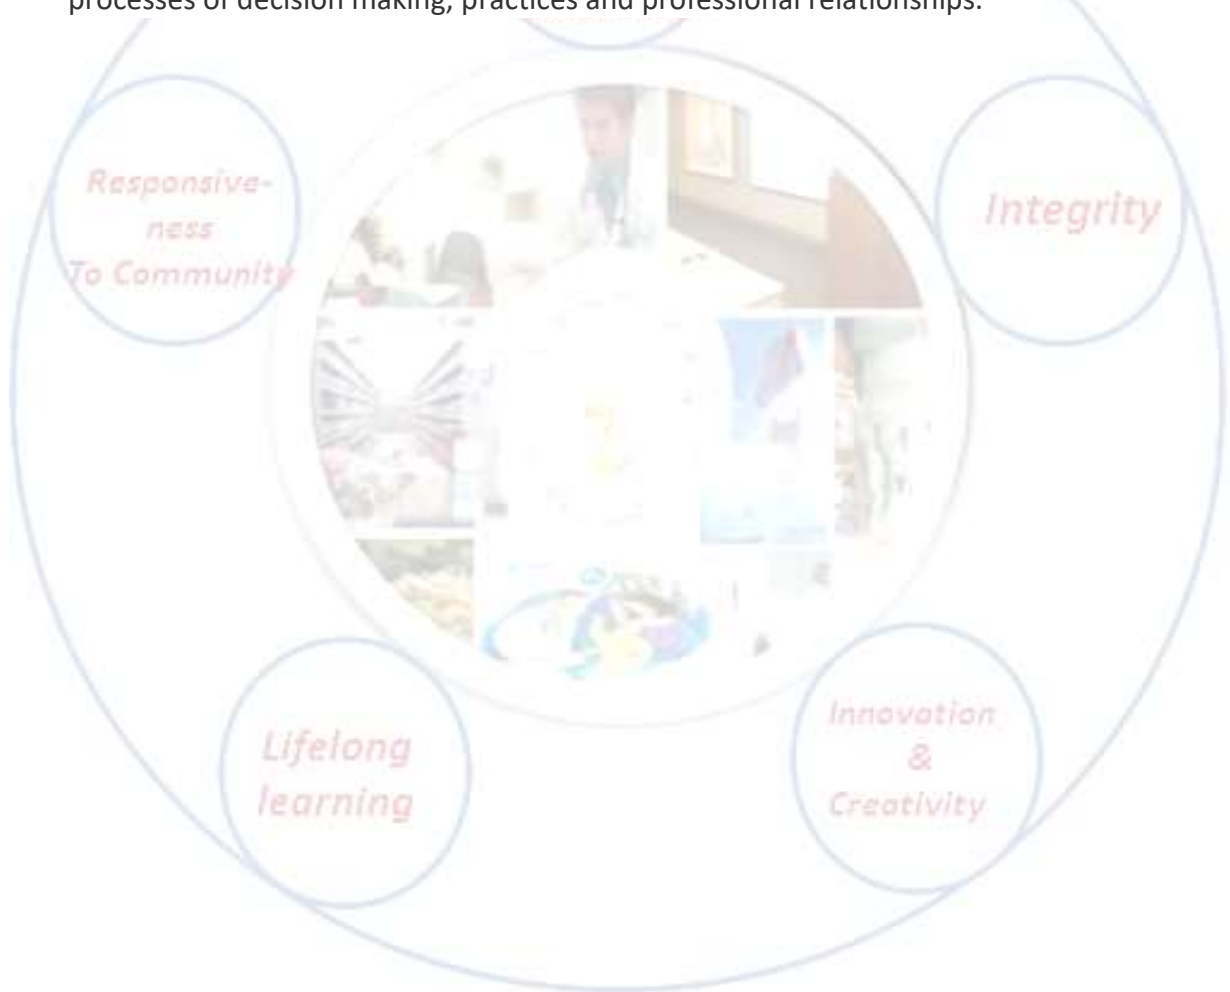 processes of decision making, practices and professional relationships.
Responsive-
ness
To Community
Integrity
Lifelong
learning
Innovation
&
Creativity